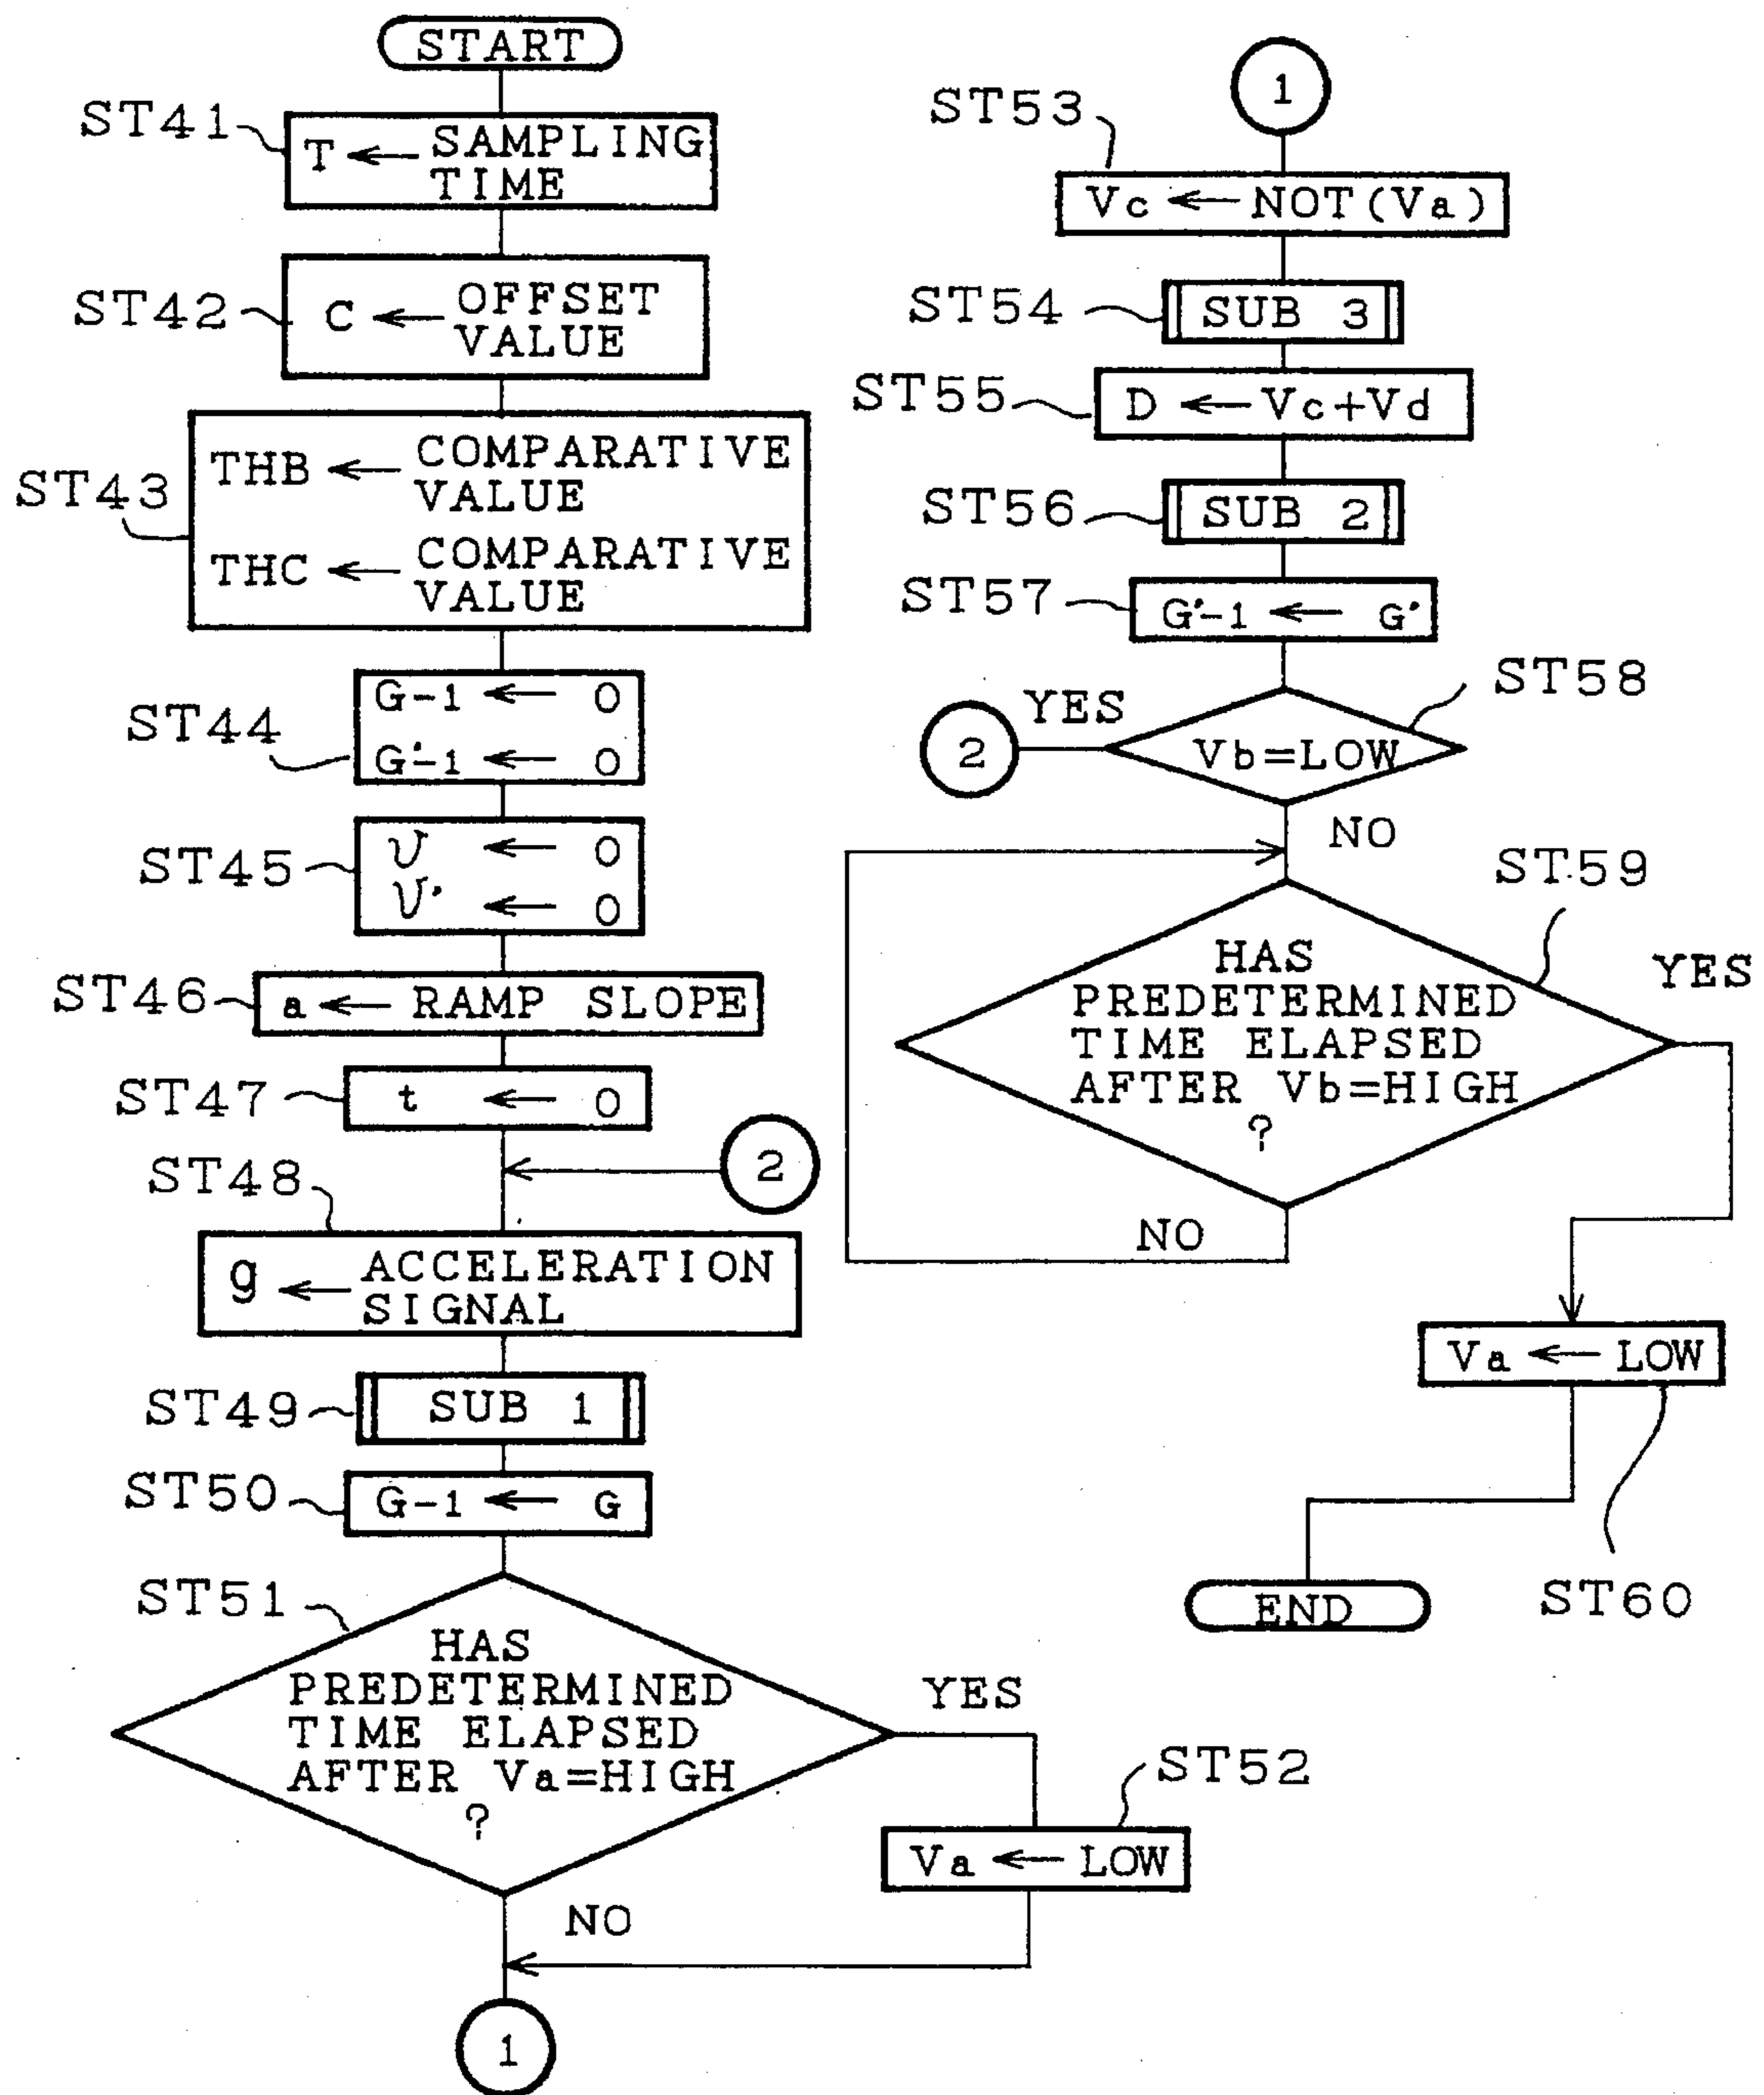 START
ST41
T ← SAMPLING
TIME
ST42
C ← OFFSET
VALUE
ST43
THB ← COMPARATIVE
VALUE
THC ← COMPARATIVE
VALUE
ST44
G-1 ← 0
G'-1 ← 0
ST45
υ ← 0
υ' ← 0
ST46
a ← RAMP SLOPE
ST47
t ← 0
2
ST48
g ← ACCELERATION
SIGNAL
ST49
SUB 1
ST50
G-1 ← G
ST51
HAS
PREDETERMINED
TIME ELAPSED
AFTER Va=HIGH
?
YES
ST52
Va ← LOW
NO
1
1
ST53
Vc ← NOT(Va)
ST54
SUB 3
ST55
D ← Vc+Vd
ST56
SUB 2
ST57
G'-1 ← G'
ST58
YES
2
Vb=LOW
NO
ST59
HAS
PREDETERMINED
TIME ELAPSED
AFTER Vb=HIGH
?
YES
NO
Va ← LOW
ST60
END